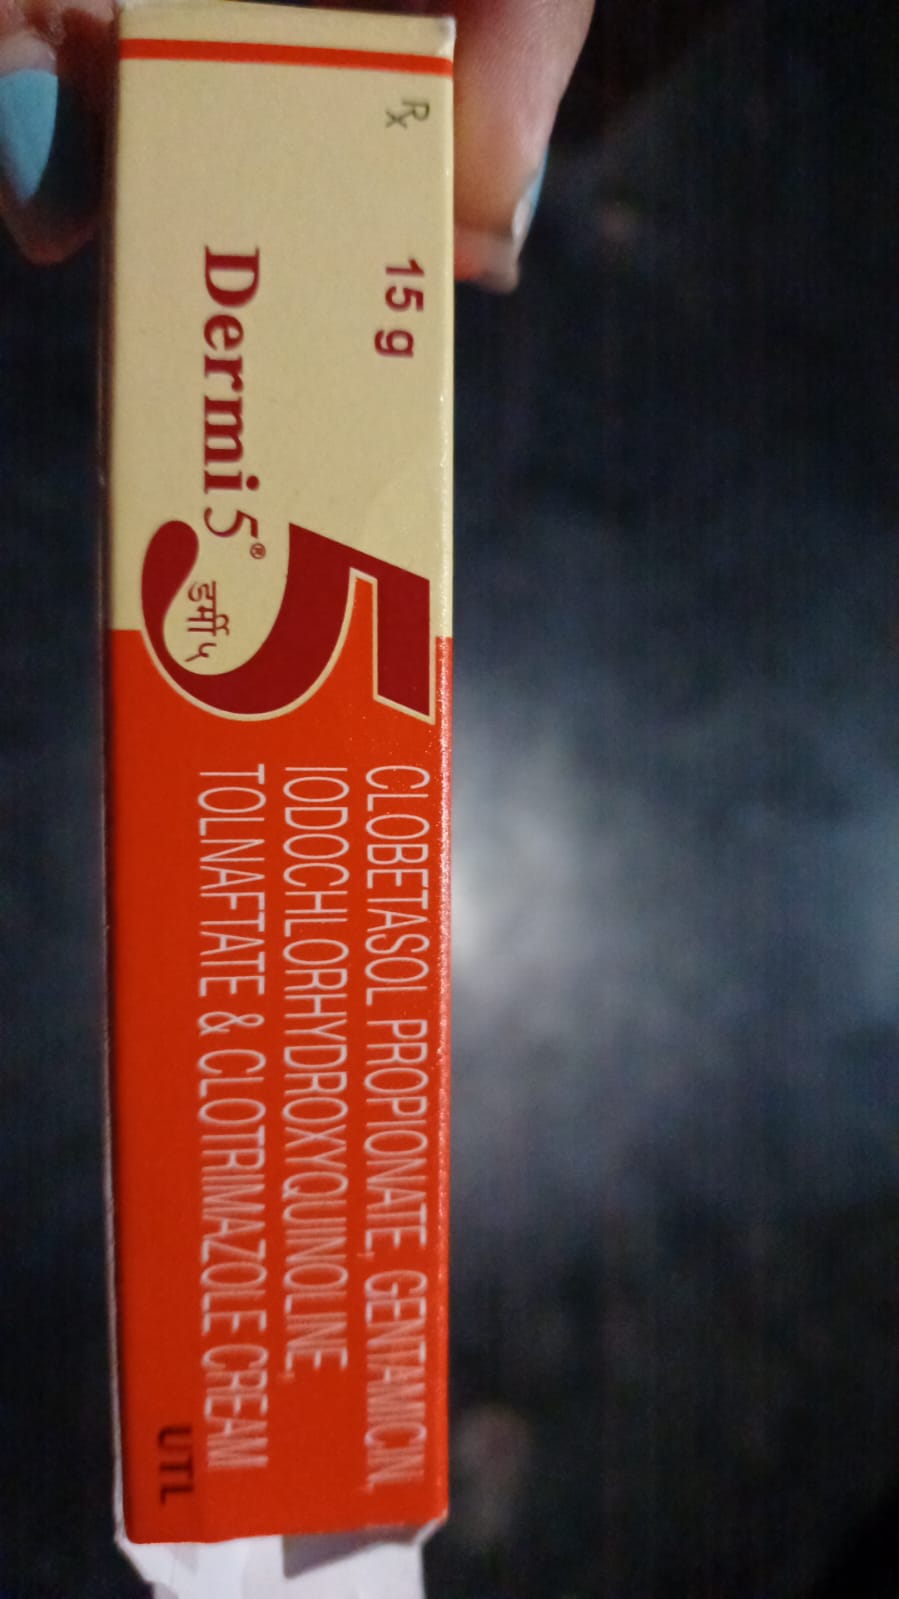 Rx
15 g
Dermi 5®
डर्मी ५
CLOBETASOL PROPIONATE, GENTAMICIN,
IODOCHLORHYDROXYQUINOLINE,
TOLNAFTATE & CLOTRIMAZOLE CREAM
UTL